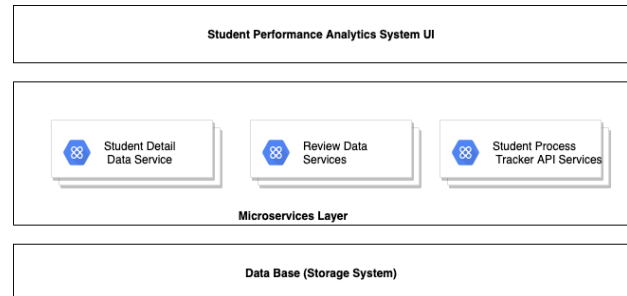 Student Performance Analytics System UI
Student Detail
Data Service
Review Data
Services
Student Process
Tracker API Services
Microservices Layer
Data Base (Storage System)